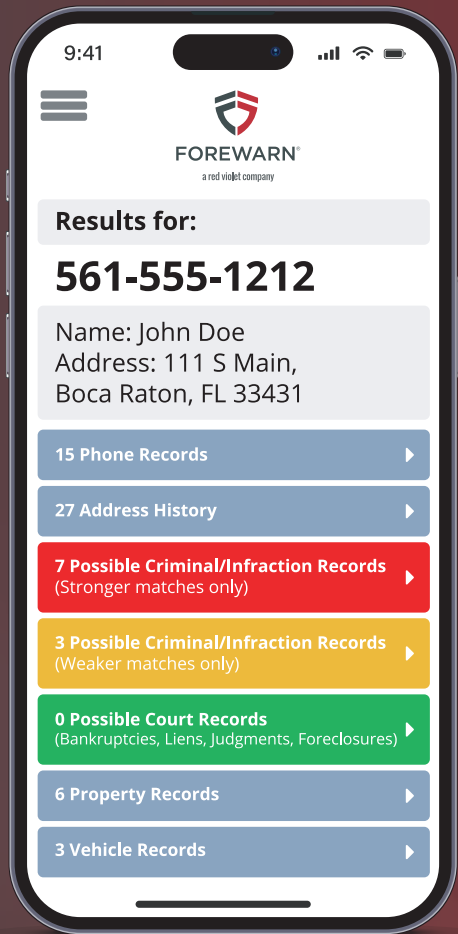 9:41
FOREWARN®
a red violet company
Results for:
561-555-1212
Name: John Doe
Address: 111 S Main,
Boca Raton, FL 33431
15 Phone Records
27 Address History
7 Possible Criminal/Infraction Records
(Stronger matches only)
3 Possible Criminal/Infraction Records
(Weaker matches only)
0 Possible Court Records
(Bankruptcies, Liens, Judgments, Foreclosures)
6 Property Records
3 Vehicle Records